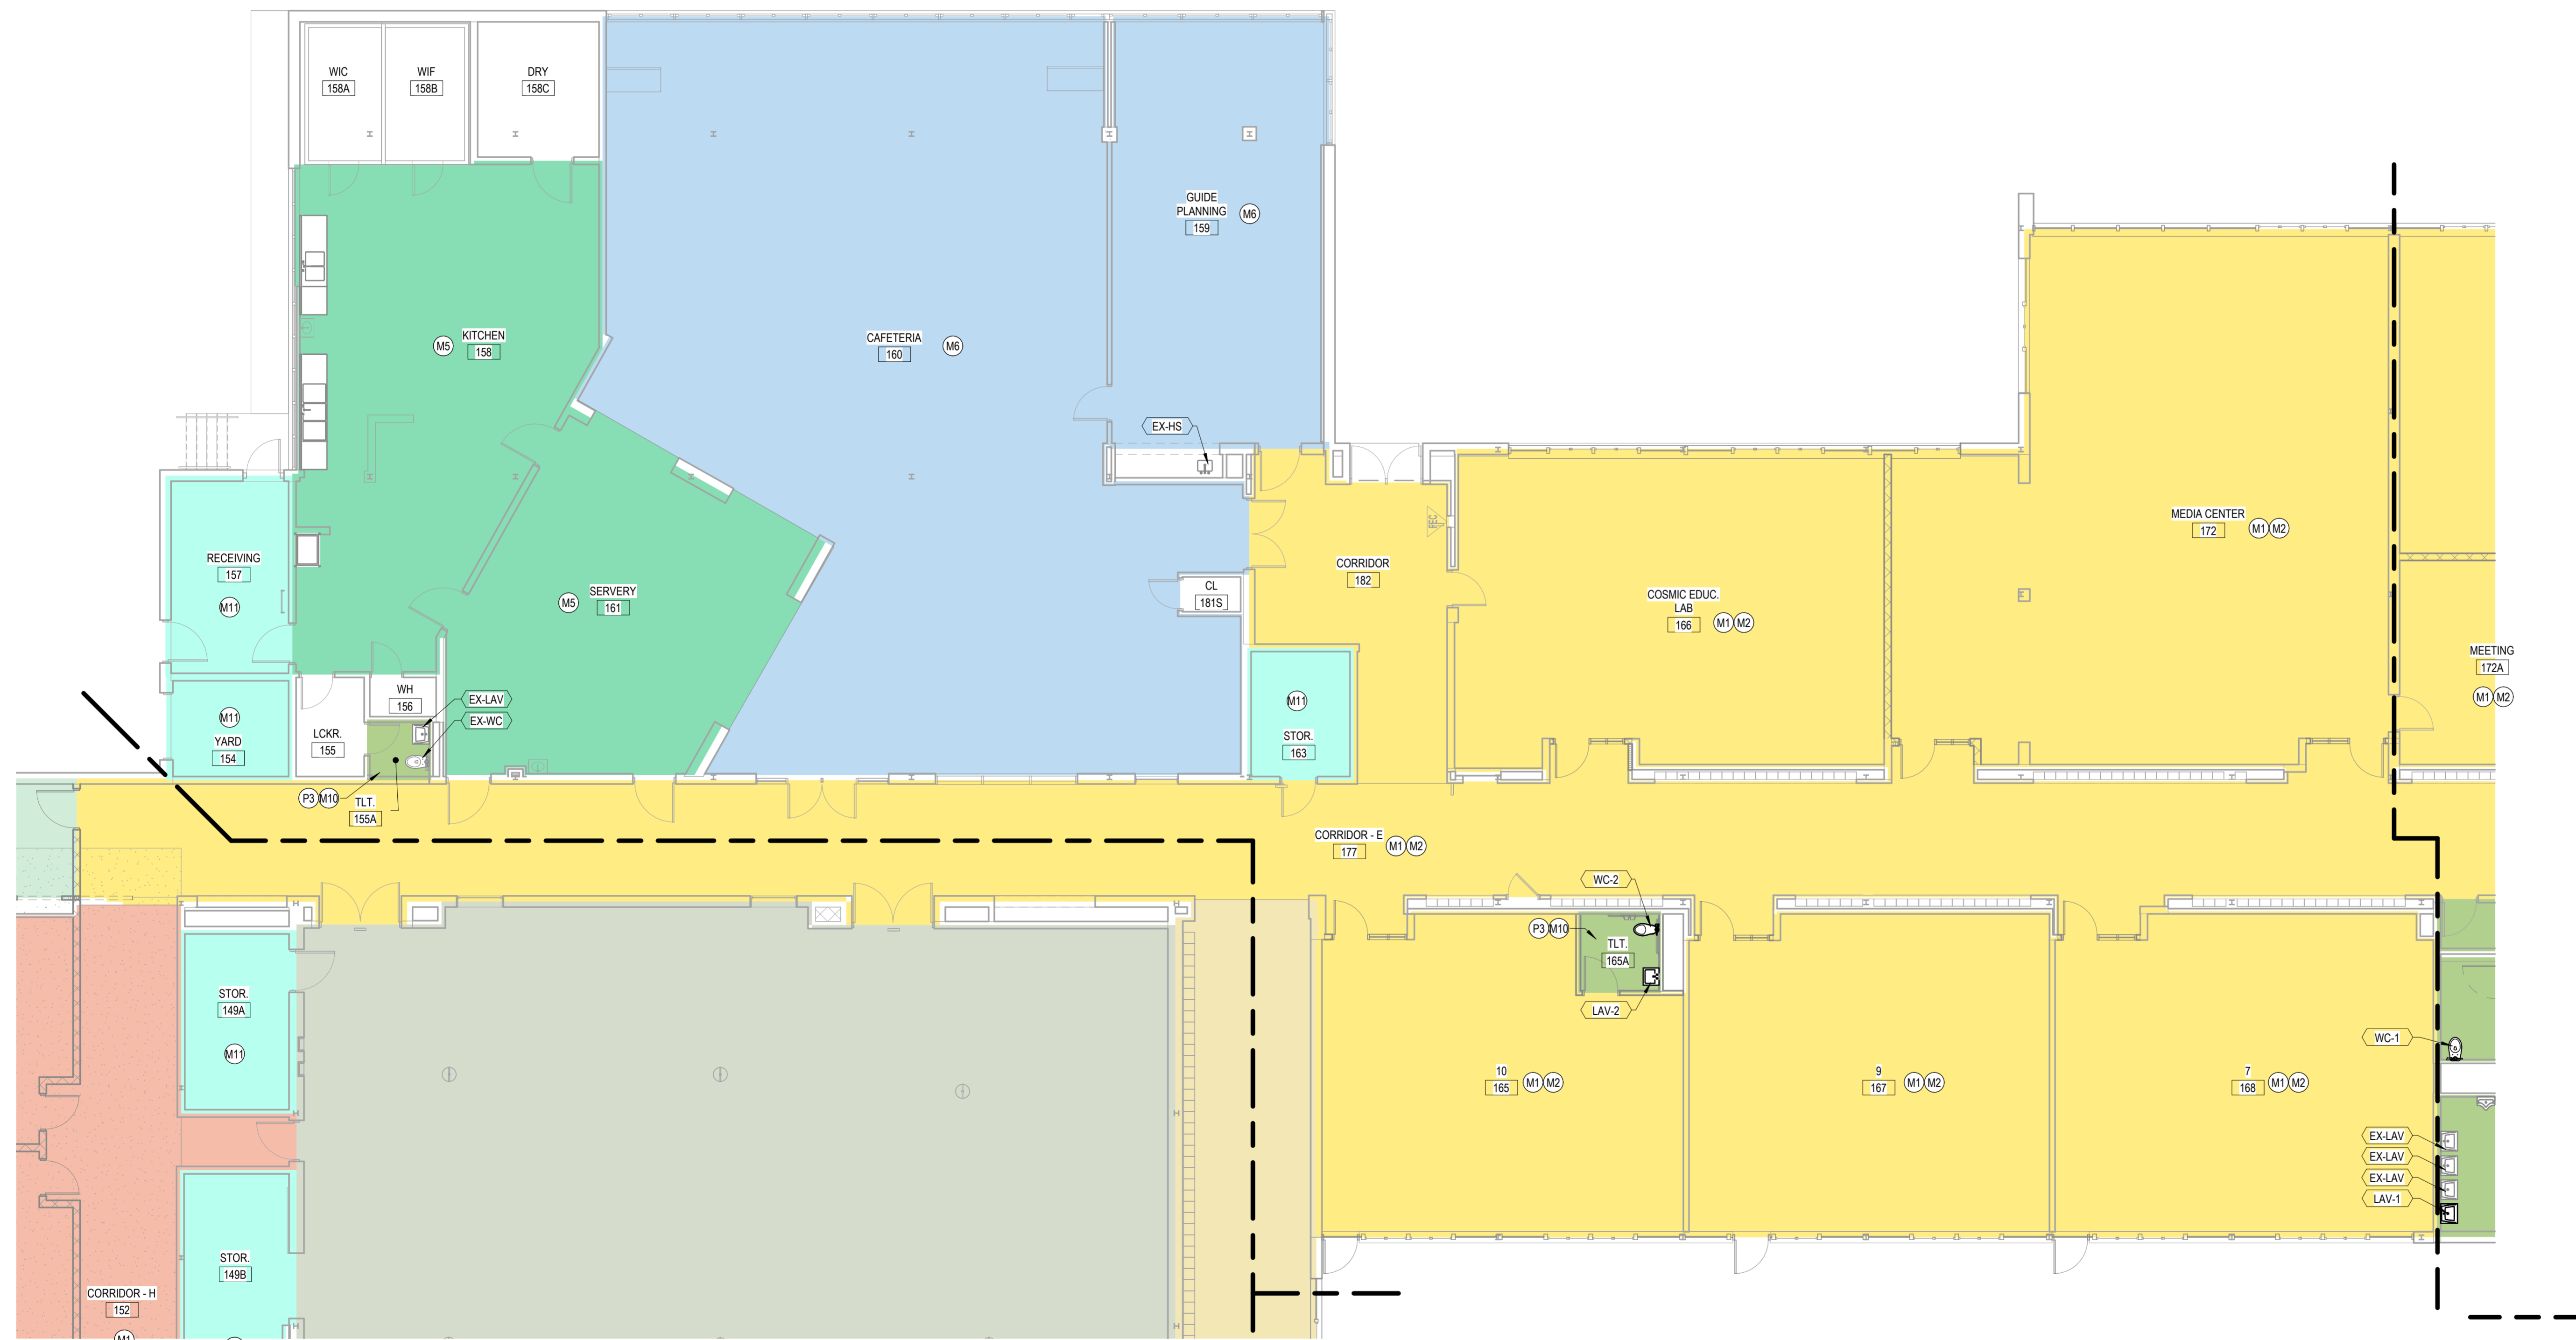 WIC
158A
WIF
158B
DRY
158C
GUIDE
PLANNING
159
M6
M5
KITCHEN
158
CAFETERIA
160
M6
EX-HS
RECEIVING
157
M11
M5
SERVERY
161
CL
181S
CORRIDOR
182
FEC
COSMIC EDUC.
LAB
166
M1 M2
MEDIA CENTER
172
M1 M2
MEETING
172A
M1 M2
M11
YARD
154
LCKR.
155
WH
156
EX-LAV
EX-WC
P3 M10
TLT.
155A
M11
STOR.
163
CORRIDOR - E
177
M1 M2
WC-2
P3 M10
TLT.
165A
LAV-2
STOR.
149A
M11
10
165
M1 M2
9
167
M1 M2
7
168
M1 M2
WC-1
EX-LAV
EX-LAV
EX-LAV
LAV-1
STOR.
149B
CORRIDOR - H
152
M1